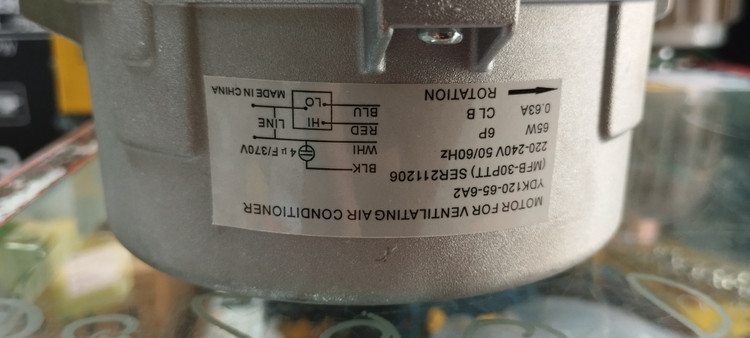 MOTOR FOR VENTILATING AIR CONDITIONER
YDK120-65-6A2
(MFB-30PTT) SER211206
220-240V 50/60Hz
65W 6P
0.63A CL B
ROTATION
BLK
WHI
4μF/370V
RED
HI
LINE
BLU
LO
MADE IN CHINA